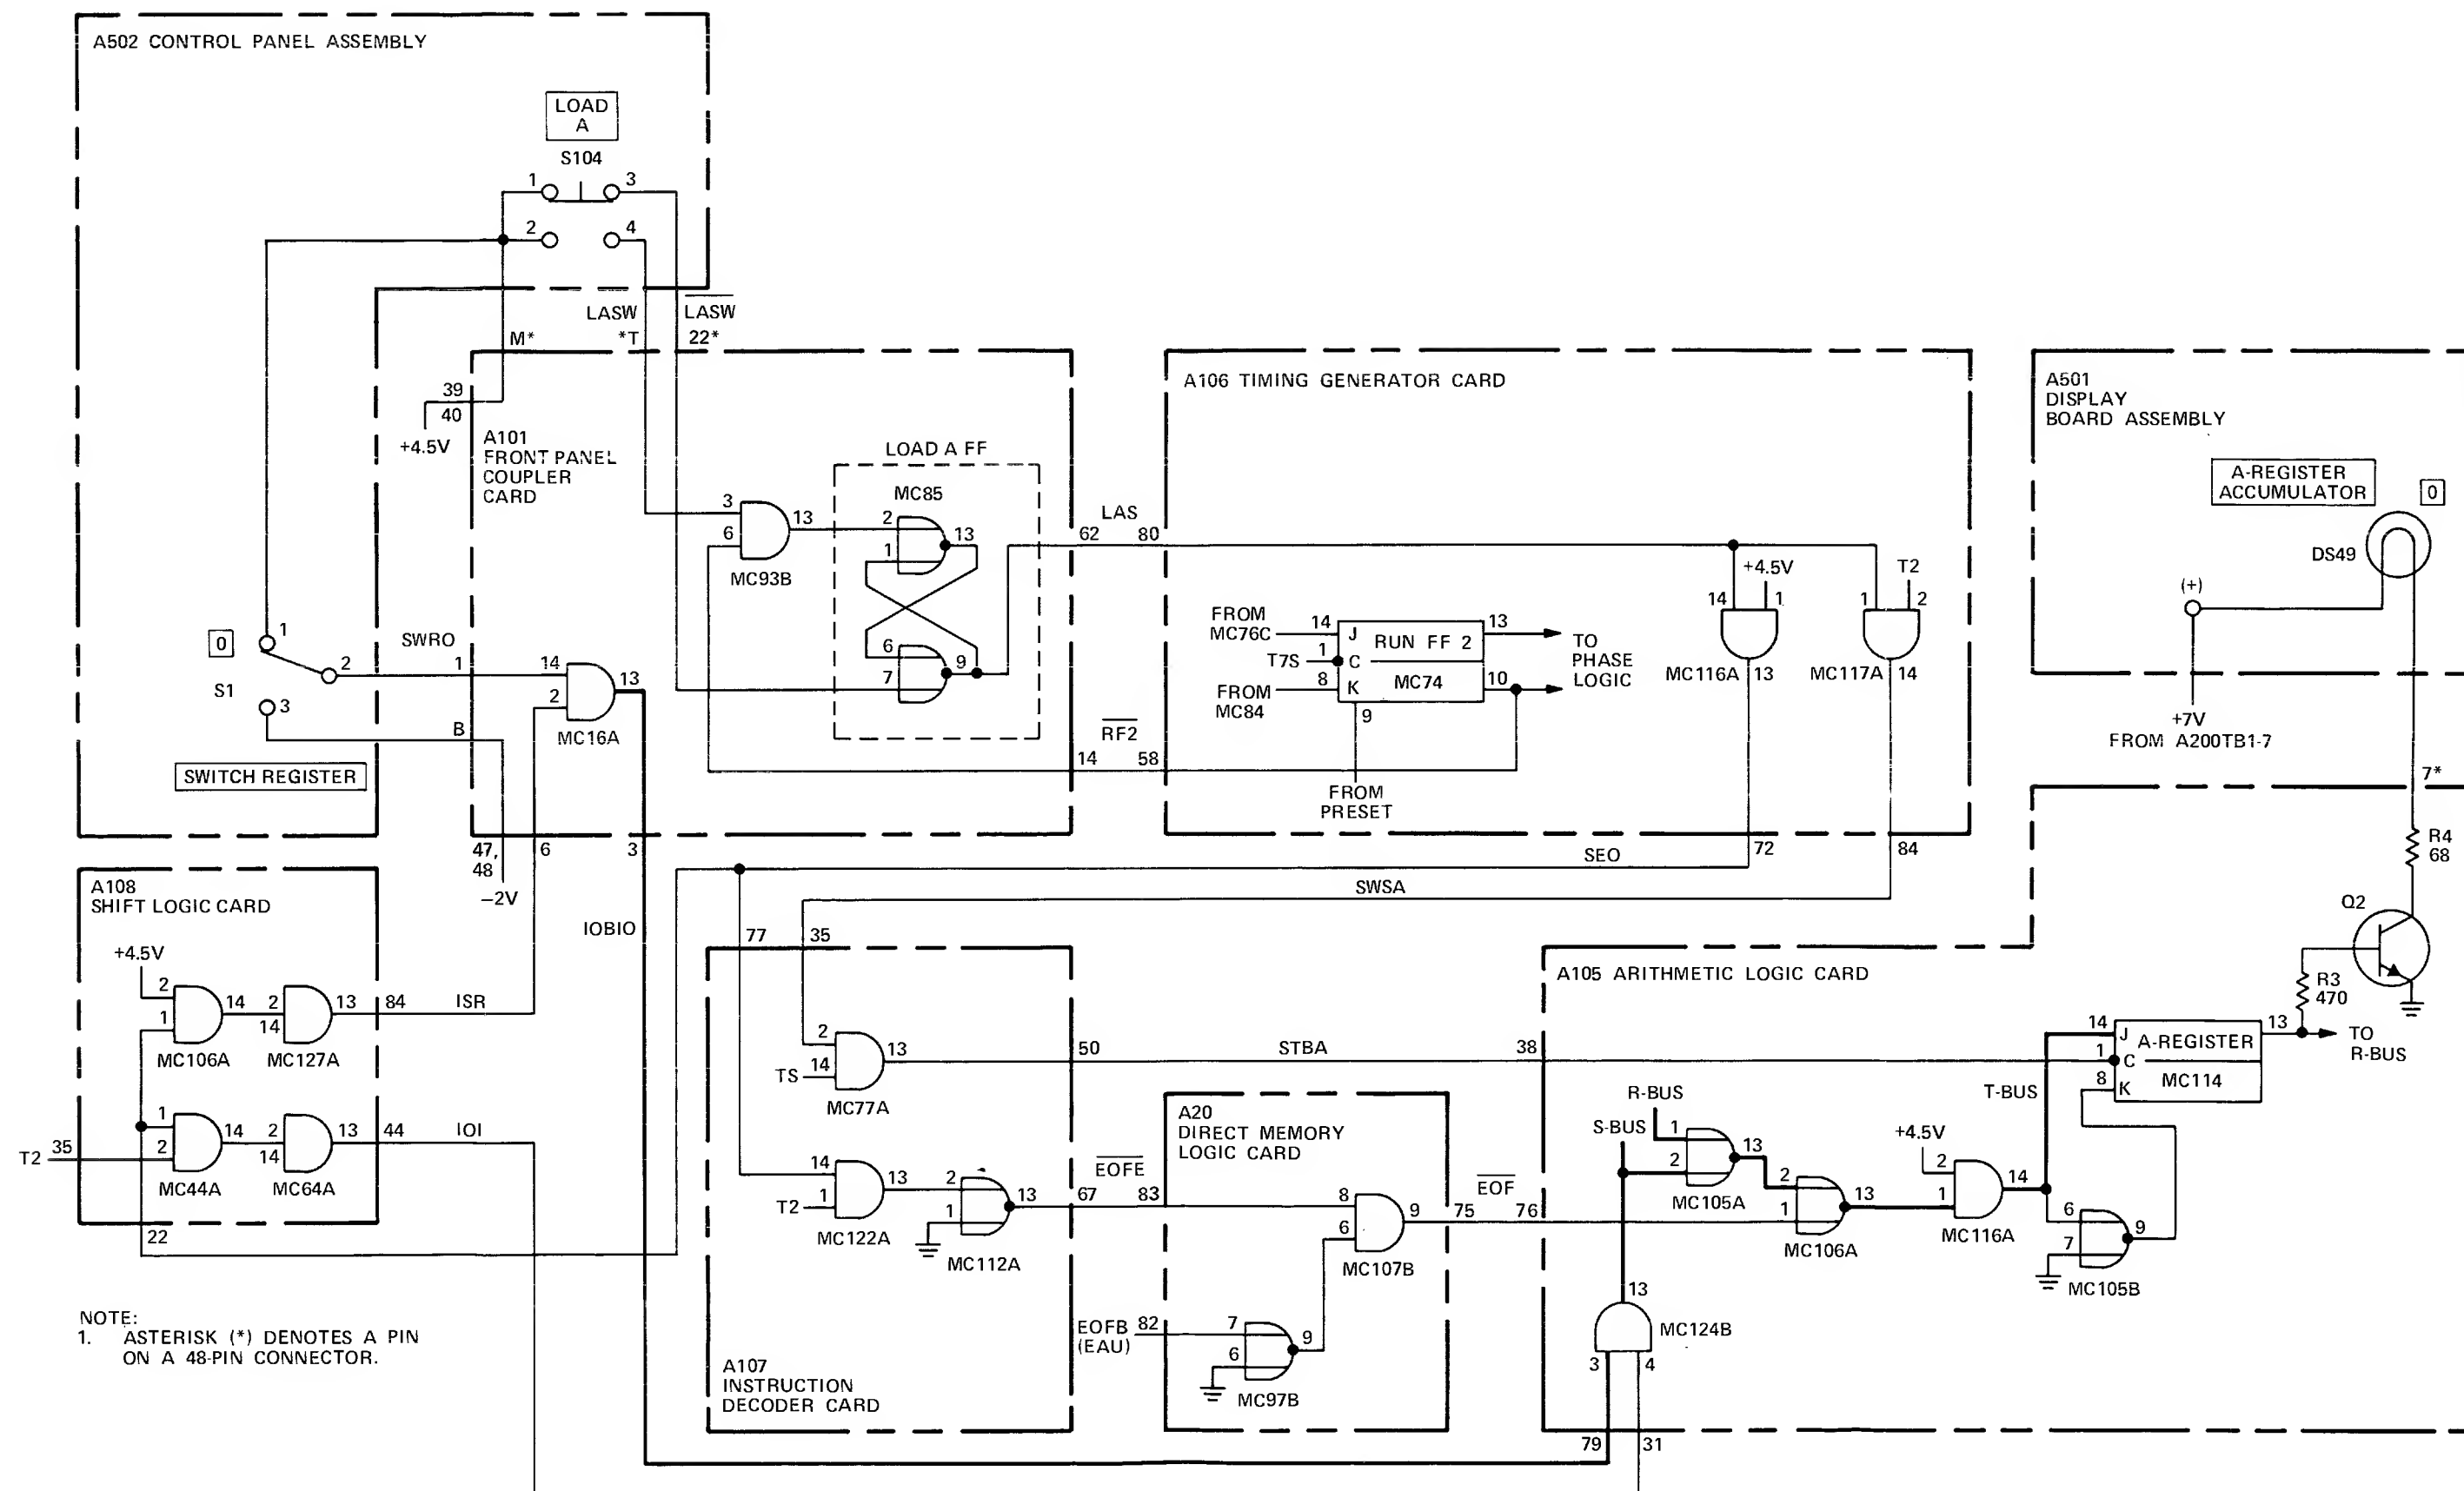 A502 CONTROL PANEL ASSEMBLY
LOAD
A
S104
1
3
2
4
LASW
LASW
M*
*T
22*
39
40
+4.5V
A101
FRONT PANEL
COUPLER
CARD
LOAD A FF
MC85
3
6
13
MC93B
2
1
13
6
7
9
0
1
2
3
S1
SWRO
1
14
2
13
MC16A
B
SWITCH REGISTER
47,
48
-2V
6
3
LAS
62
80
RF2
14
58
A106 TIMING GENERATOR CARD
FROM
MC76C
14
J
RUN FF 2
13
TO
PHASE
LOGIC
T7S
1
C
FROM
MC84
8
K
MC74
10
9
FROM
PRESET
+4.5V
14
1
MC116A
13
T2
1
2
MC117A
14
72
84
SEO
SWSA
A501
DISPLAY
BOARD ASSEMBLY
A-REGISTER
ACCUMULATOR
0
DS49
(+)
+7V
FROM A200TB1-7
7*
R4
68
Q2
R3
470
A108
SHIFT LOGIC CARD
+4.5V
2
1
14
2
14
13
84
ISR
MC106A
MC127A
T2
35
1
2
14
2
14
13
44
IOI
MC44A
MC64A
22
IOBIO
77
35
2
TS
14
13
MC77A
50
STBA
38
14
T2
1
13
MC122A
2
1
13
MC112A
67
EOFE
83
A107
INSTRUCTION
DECODER CARD
A20
DIRECT MEMORY
LOGIC CARD
8
6
9
MC107B
75
EOF
76
EOFB
(EAU)
82
7
6
9
MC97B
A105 ARITHMETIC LOGIC CARD
R-BUS
S-BUS
1
2
13
MC105A
2
1
13
MC106A
+4.5V
2
1
14
MC116A
T-BUS
14
J
A-REGISTER
13
TO
R-BUS
1
C
8
K
MC114
6
7
9
MC105B
13
MC124B
3
4
79
31
NOTE:
1. ASTERISK (*) DENOTES A PIN
ON A 48-PIN CONNECTOR.